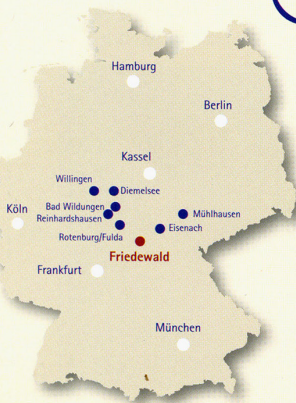 Hamburg
Berlin
Kassel
Willingen
Diemelsee
Bad Wildungen
Köln
Reinhardshausen
Mühlhausen
Eisenach
Rotenburg/Fulda
Friedewald
Frankfurt
München